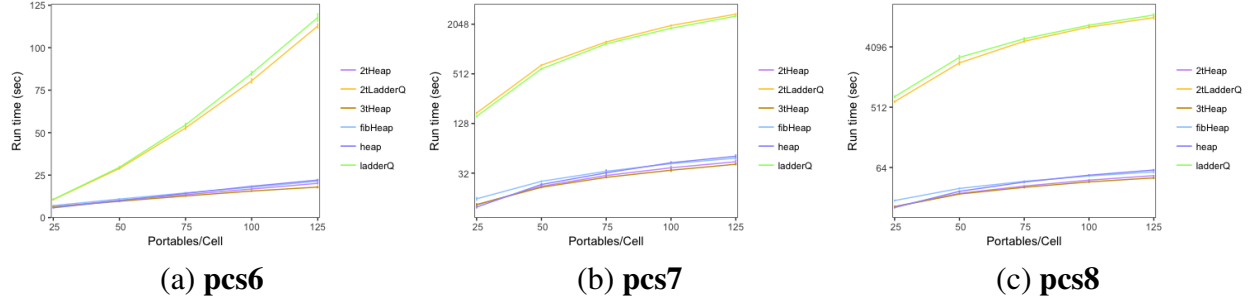 125
100
75
50
25
0
Run time (sec)
25
50
75
100
125
Portables/Cell
2tHeap
2tLadderQ
3tHeap
fibHeap
heap
ladderQ
(a) pcs6
2048
512
128
32
Run time (sec)
25
50
75
100
125
Portables/Cell
2tHeap
2tLadderQ
3tHeap
fibHeap
heap
ladderQ
(b) pcs7
4096
512
64
Run time (sec)
25
50
75
100
125
Portables/Cell
2tHeap
2tLadderQ
3tHeap
fibHeap
heap
ladderQ
(c) pcs8